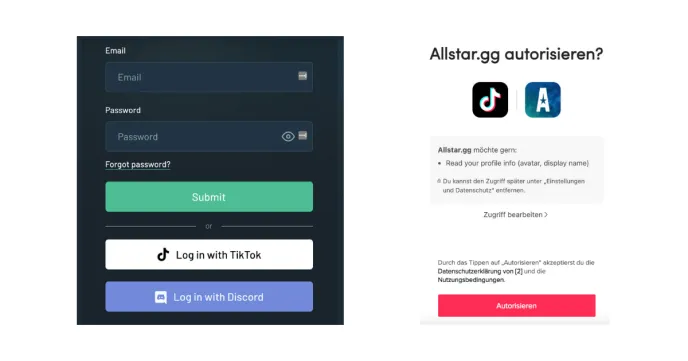 Email
Email
Password
Password
Forgot password?
Submit
or
Log in with TikTok
Log in with Discord
Allstar.gg autorisieren?
A
Allstar.gg möchte gern:
• Read your profile info (avatar, display name)
Du kannst den Zugriff später unter „Einstellungen
und Datenschutz“ entfernen.
Zugriff bearbeiten >
Durch das Tippen auf „Autorisieren“ akzeptierst du die
Datenschutzerklärung von [2] und die
Nutzungsbedingungen.
Autorisieren